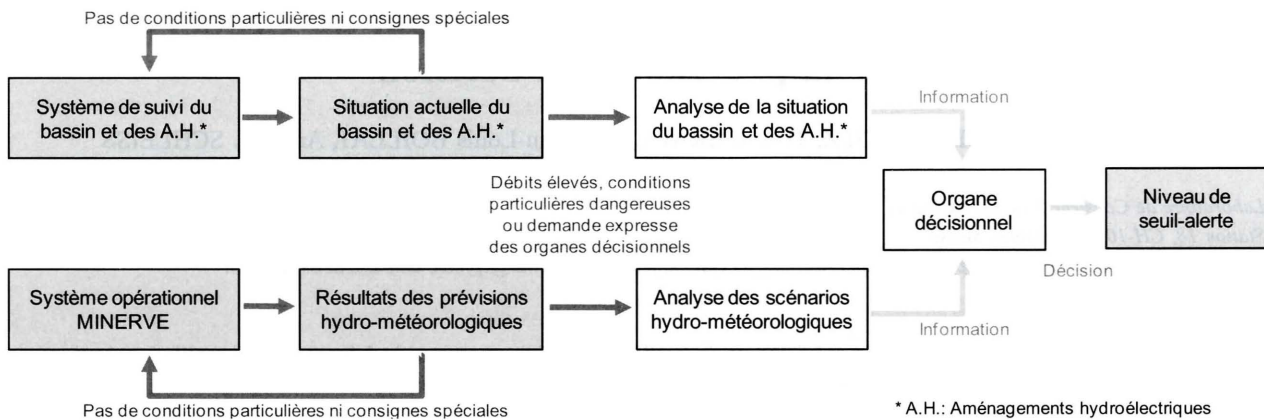 Pas de conditions particulières ni consignes spéciales
Système de suivi du
bassin et des A.H.*
Situation actuelle du
bassin et des A.H.*
Analyse de la situation
du bassin et des A.H.*
Information
Débits élevés, conditions
particulières dangereuses
ou demande expresse
des organes décisionnels
Organe
décisionnel
Niveau de
seuil-alerte
Décision
Système opérationnel
MINERVE
Résultats des prévisions
hydro-météorologiques
Analyse des scénarios
hydro-météorologiques
Information
Pas de conditions particulières ni consignes spéciales
* A.H.: Aménagements hydroélectriques